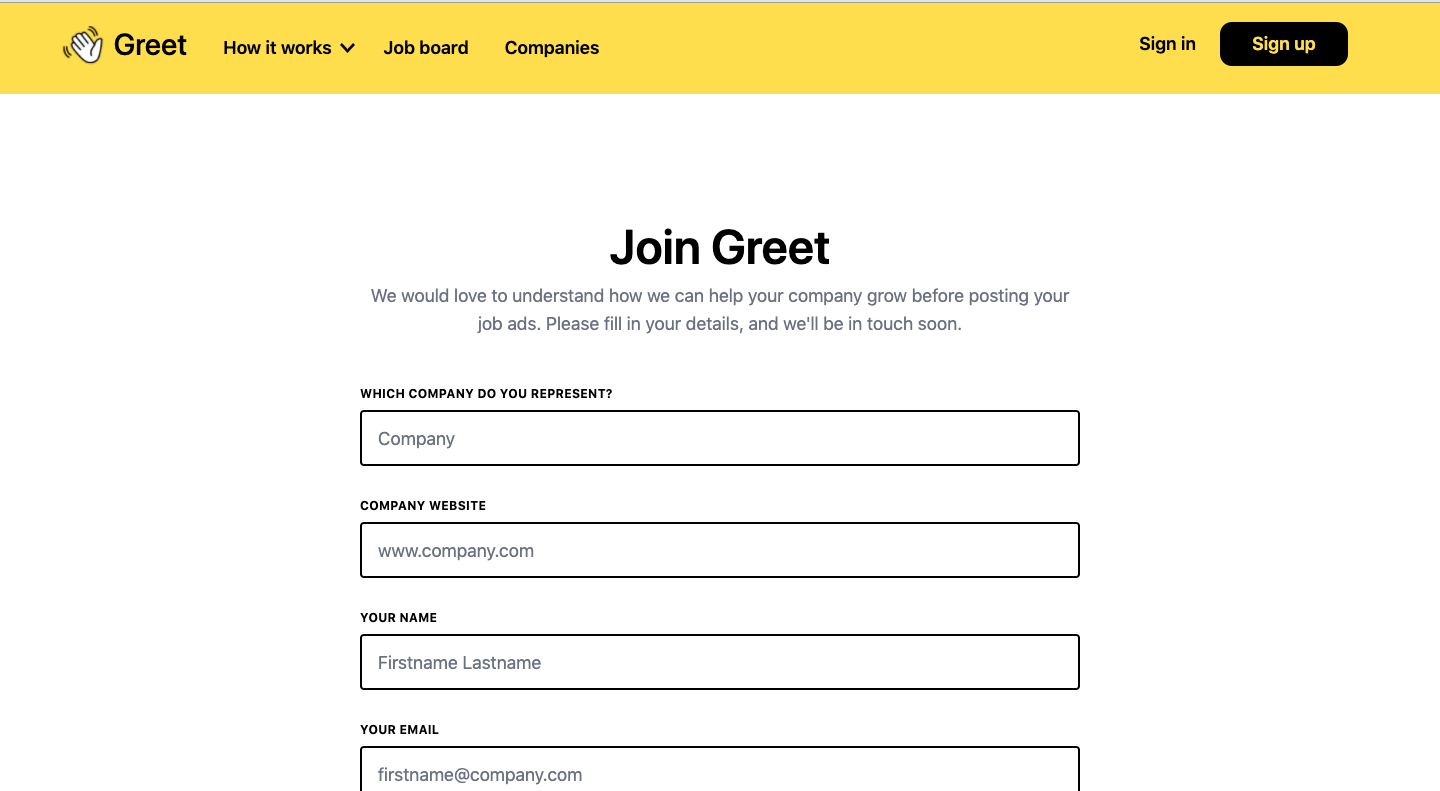 Greet
How it works
Job board
Companies
Sign in
Sign up
Join Greet
We would love to understand how we can help your company grow before posting your
job ads. Please fill in your details, and we'll be in touch soon.
WHICH COMPANY DO YOU REPRESENT?
Company
COMPANY WEBSITE
www.company.com
YOUR NAME
Firstname Lastname
YOUR EMAIL
firstname@company.com